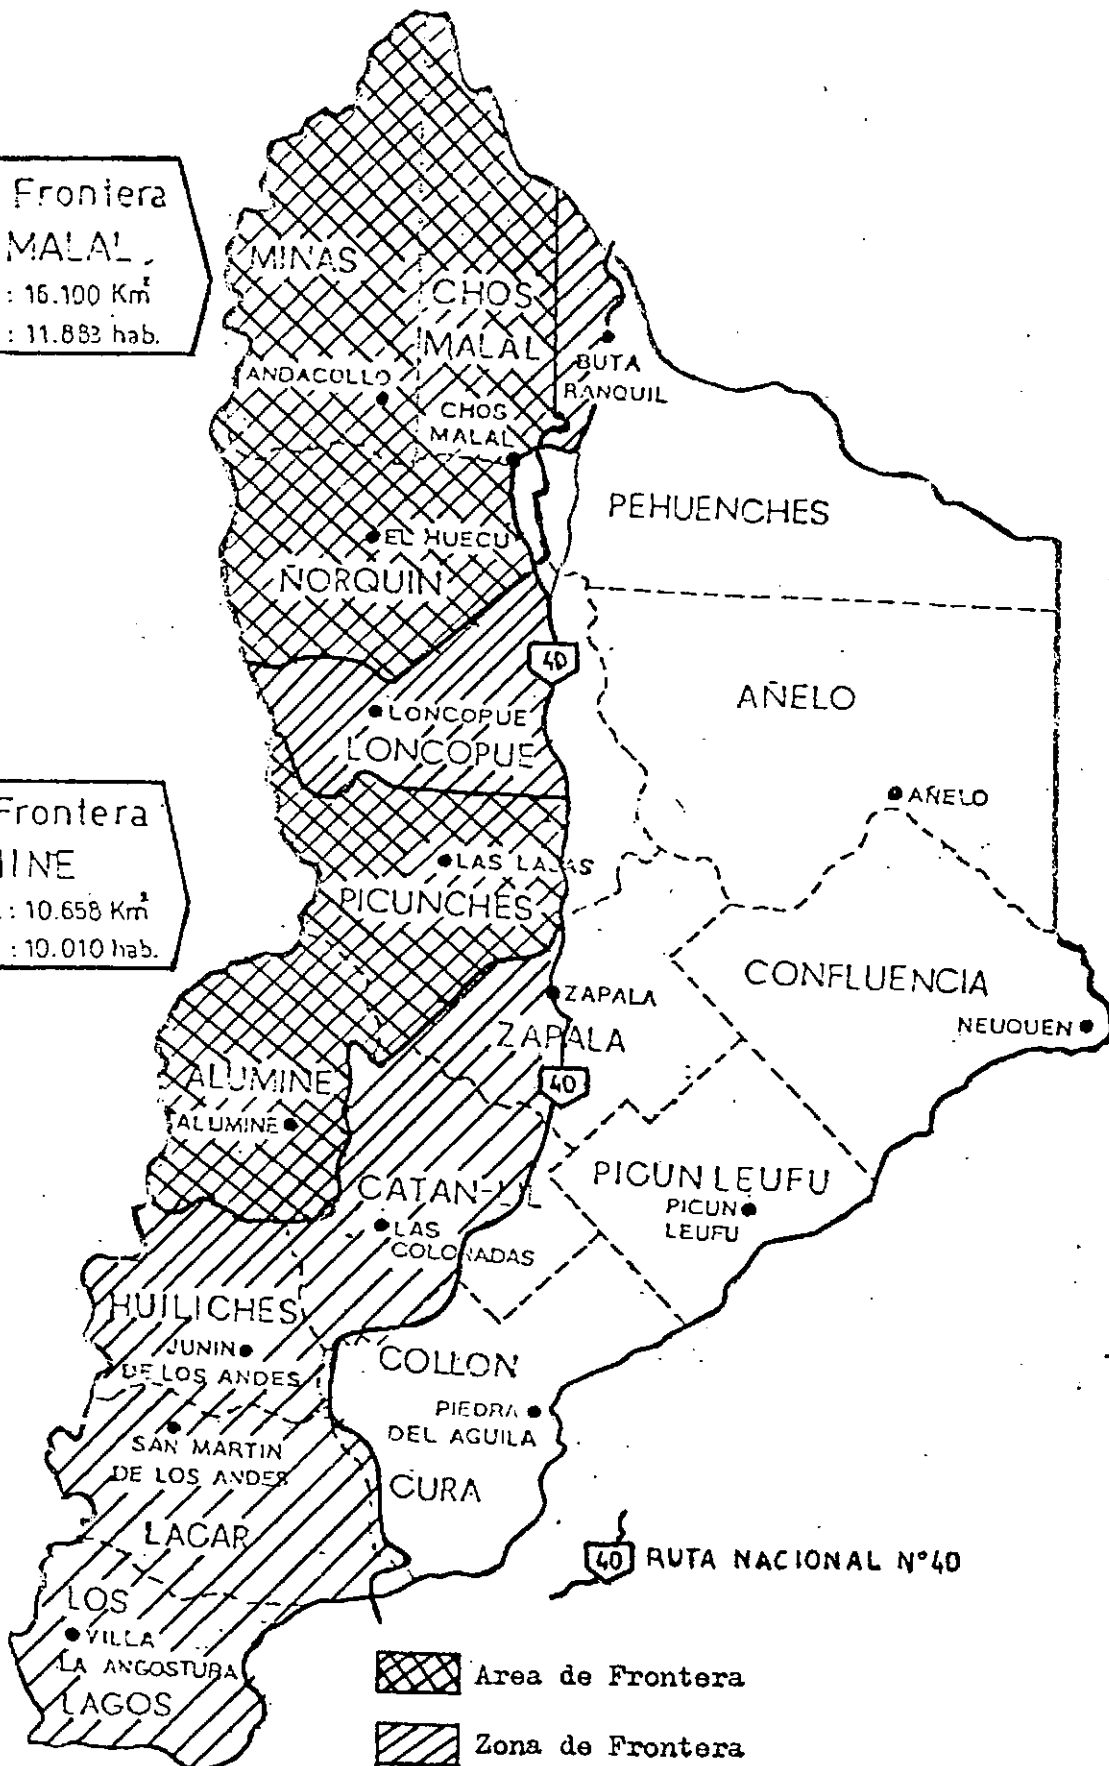 Frontera
MALAL
: 16.100 Km²
: 11.883 hab.
MINAS
CHOS
MALAL
BUTA
RANQUIL
ANDACOLLO
CHOS
MALAL
PEHUENCHES
EL HUECU
ÑORQUIN
40
AÑELO
LONCOPUE
LONCOPUE
AÑELO
Frontera
: 10.658 Km²
: 10.010 hab.
LAS LAJAS
PICUNCHES
CONFLUENCIA
ZAPALA
NEUQUEN
ZAPALA
ALUMINE
40
ALUMINE
PICUN LEUFU
CATAN-LIL
PICUN
LEUFU
LAS
COLORADAS
HUILICHES
JUNIN
DE LOS ANDES
COLLON
PIEDRA
DEL AGUILA
SAN MARTIN
DE LOS ANDES
CURA
LACAR
40 RUTA NACIONAL N°40
LOS
VILLA
LA ANGOSTURA
LAGOS
Area de Frontera
Zona de Frontera